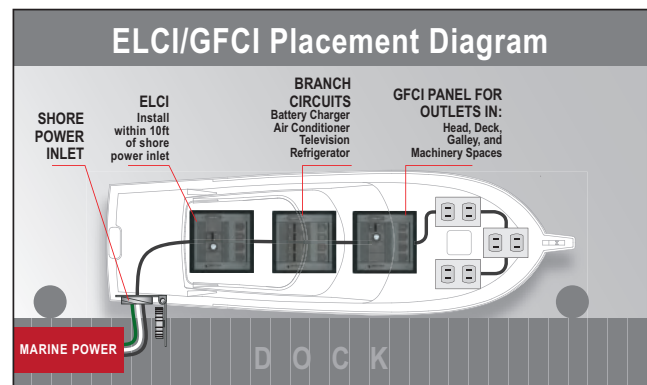 ELCI/GFCI Placement Diagram
SHORE
POWER
INLET
ELCI
Install
within 10ft
of shore
power inlet
BRANCH
CIRCUITS
Battery Charger
Air Conditioner
Television
Refrigerator
GFCI PANEL FOR
OUTLETS IN:
Head, Deck,
Galley, and
Machinery Spaces
MARINE POWER
DOCK